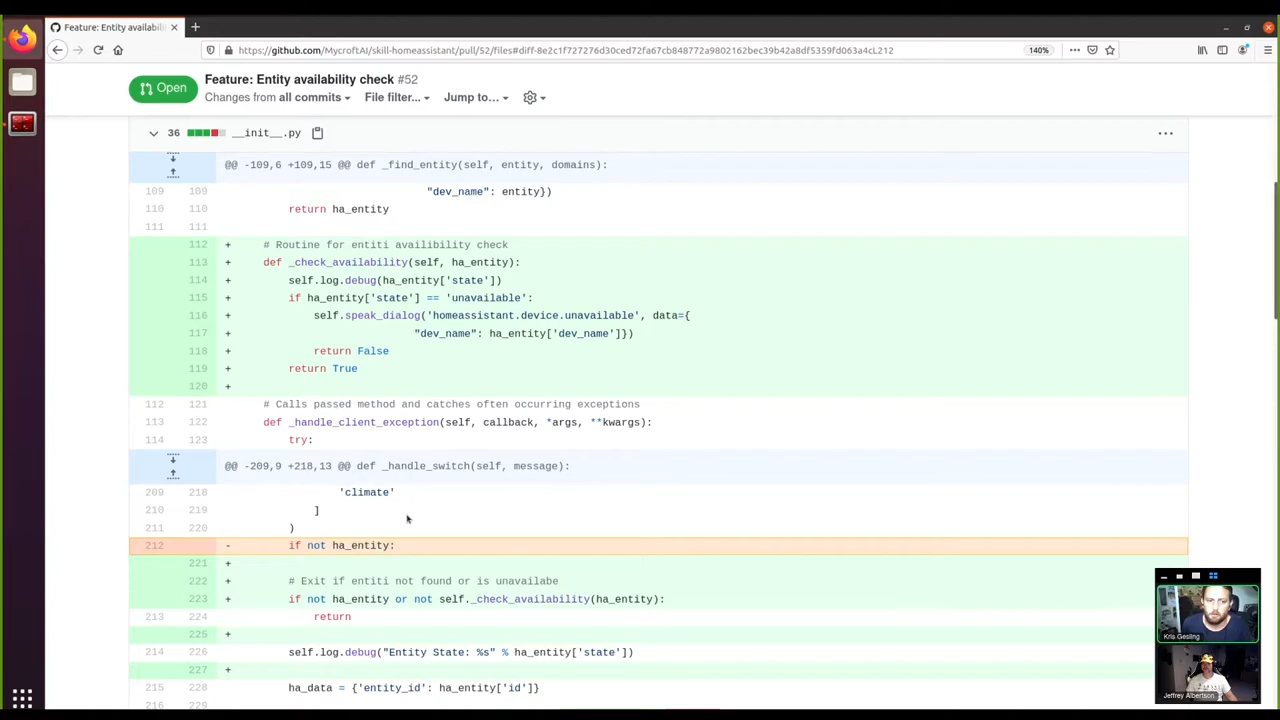 Feature: Entity availabili
https://github.com/MycroftAI/skill-homeassistant/pull/52/files#diff-8e2c1f727276d30ced72fa67cb848772a9802162bec39b42a8df5359fd063a4cL212
140%
Open
Feature: Entity availability check #52
Changes from all commits
File filter...
Jump to...
36 __init__.py
@@ -109,6 +109,15 @@ def _find_entity(self, entity, domains):
109 109 "dev_name": entity})
110 110 return ha_entity
111 111
112 + # Routine for entiti availibility check
113 + def _check_availability(self, ha_entity):
114 + self.log.debug(ha_entity['state'])
115 + if ha_entity['state'] == 'unavailable':
116 + self.speak_dialog('homeassistant.device.unavailable', data={
117 + "dev_name": ha_entity['dev_name']})
118 + return False
119 + return True
120 +
112 121 # Calls passed method and catches often occurring exceptions
113 122 def _handle_client_exception(self, callback, *args, **kwargs):
114 123 try:
@@ -209,9 +218,13 @@ def _handle_switch(self, message):
209 218 'climate'
210 219 ]
211 220 )
212 - if not ha_entity:
221 +
222 + # Exit if entiti not found or is unavailabe
223 + if not ha_entity or not self._check_availability(ha_entity):
213 224 return
225 +
214 226 self.log.debug("Entity State: %s" % ha_entity['state'])
227 +
215 228 ha_data = {'entity_id': ha_entity['id']}
216 229
Kris Gesling
Jeffrey Albertson